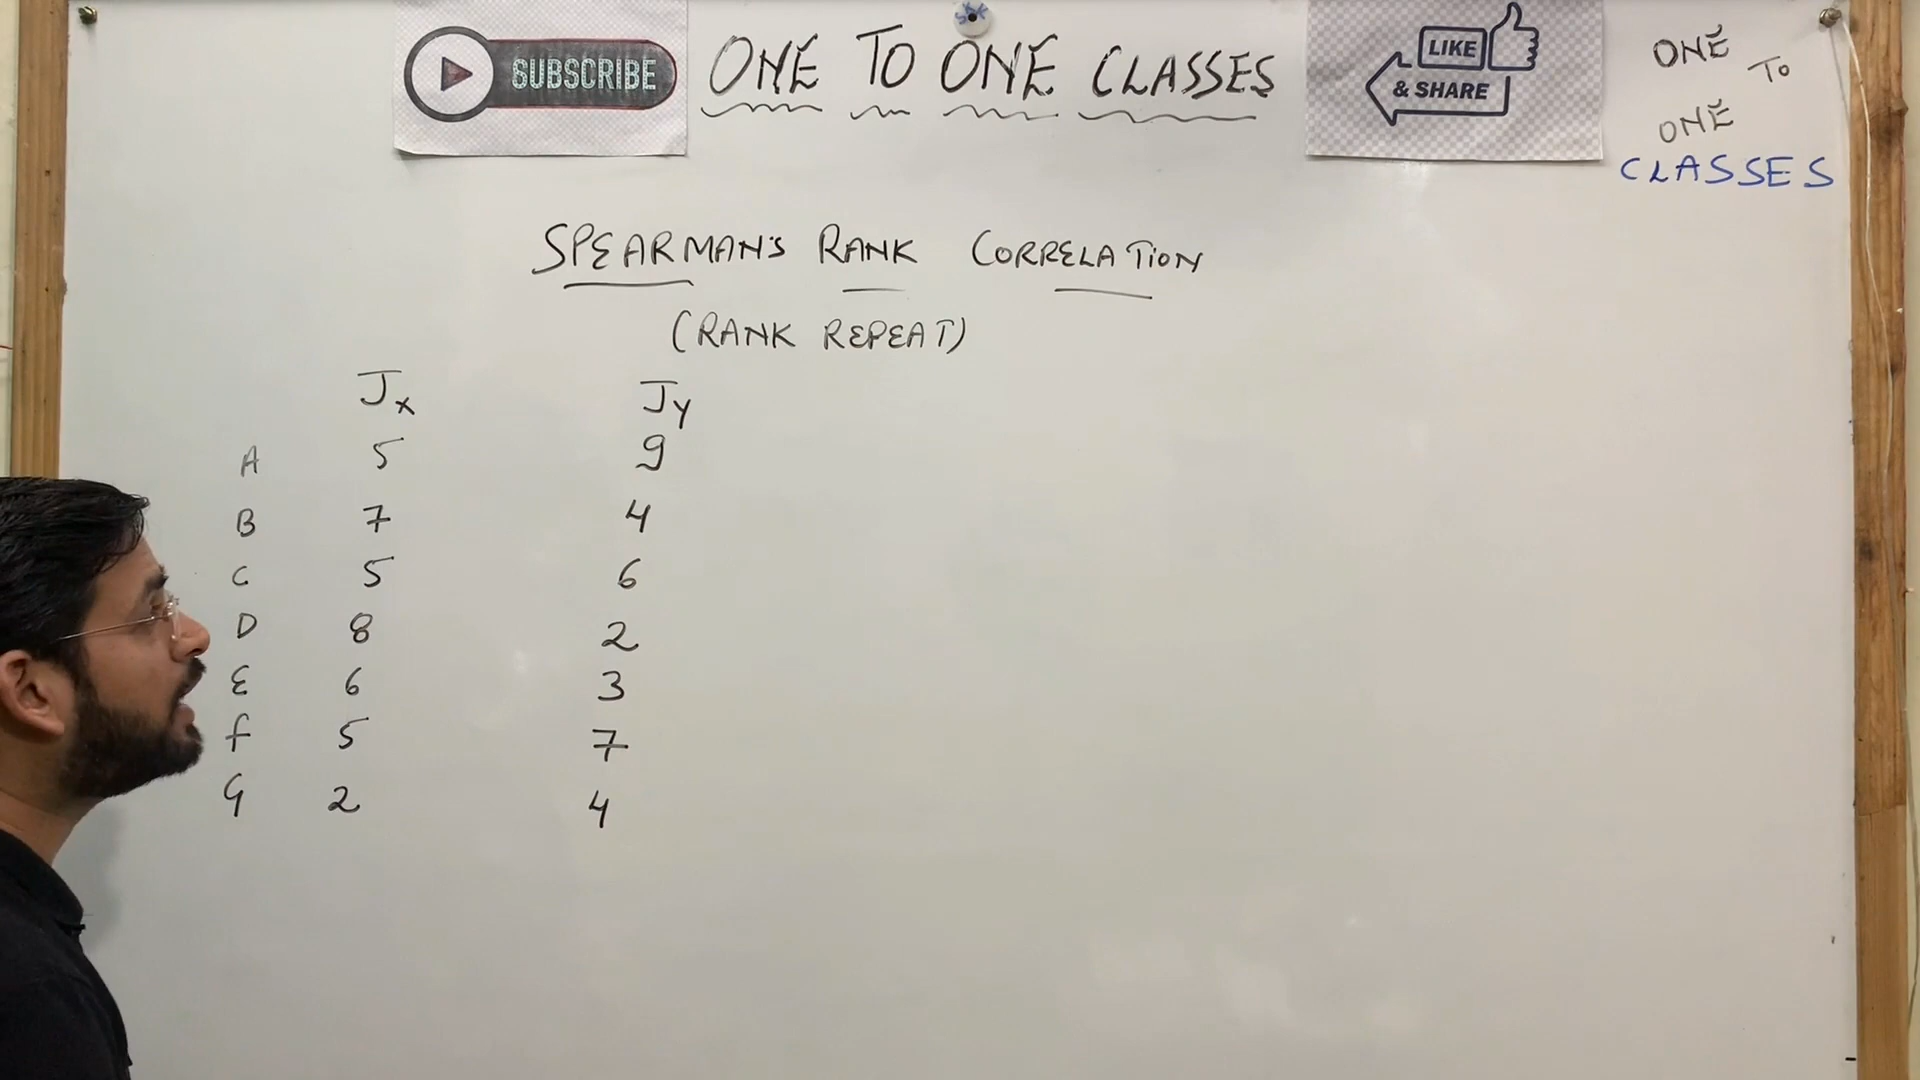 SUBSCRIBE
ONE TO ONE CLASSES
LIKE
& SHARE
ONE
TO
ONE
CLASSES
SPEARMAN'S RANK CORRELATION
(RANK REPEAT)
Jx Jy
A 5 9
B 7 4
C 5 6
D 8 2
E 6 3
f 5 7
G 2 4